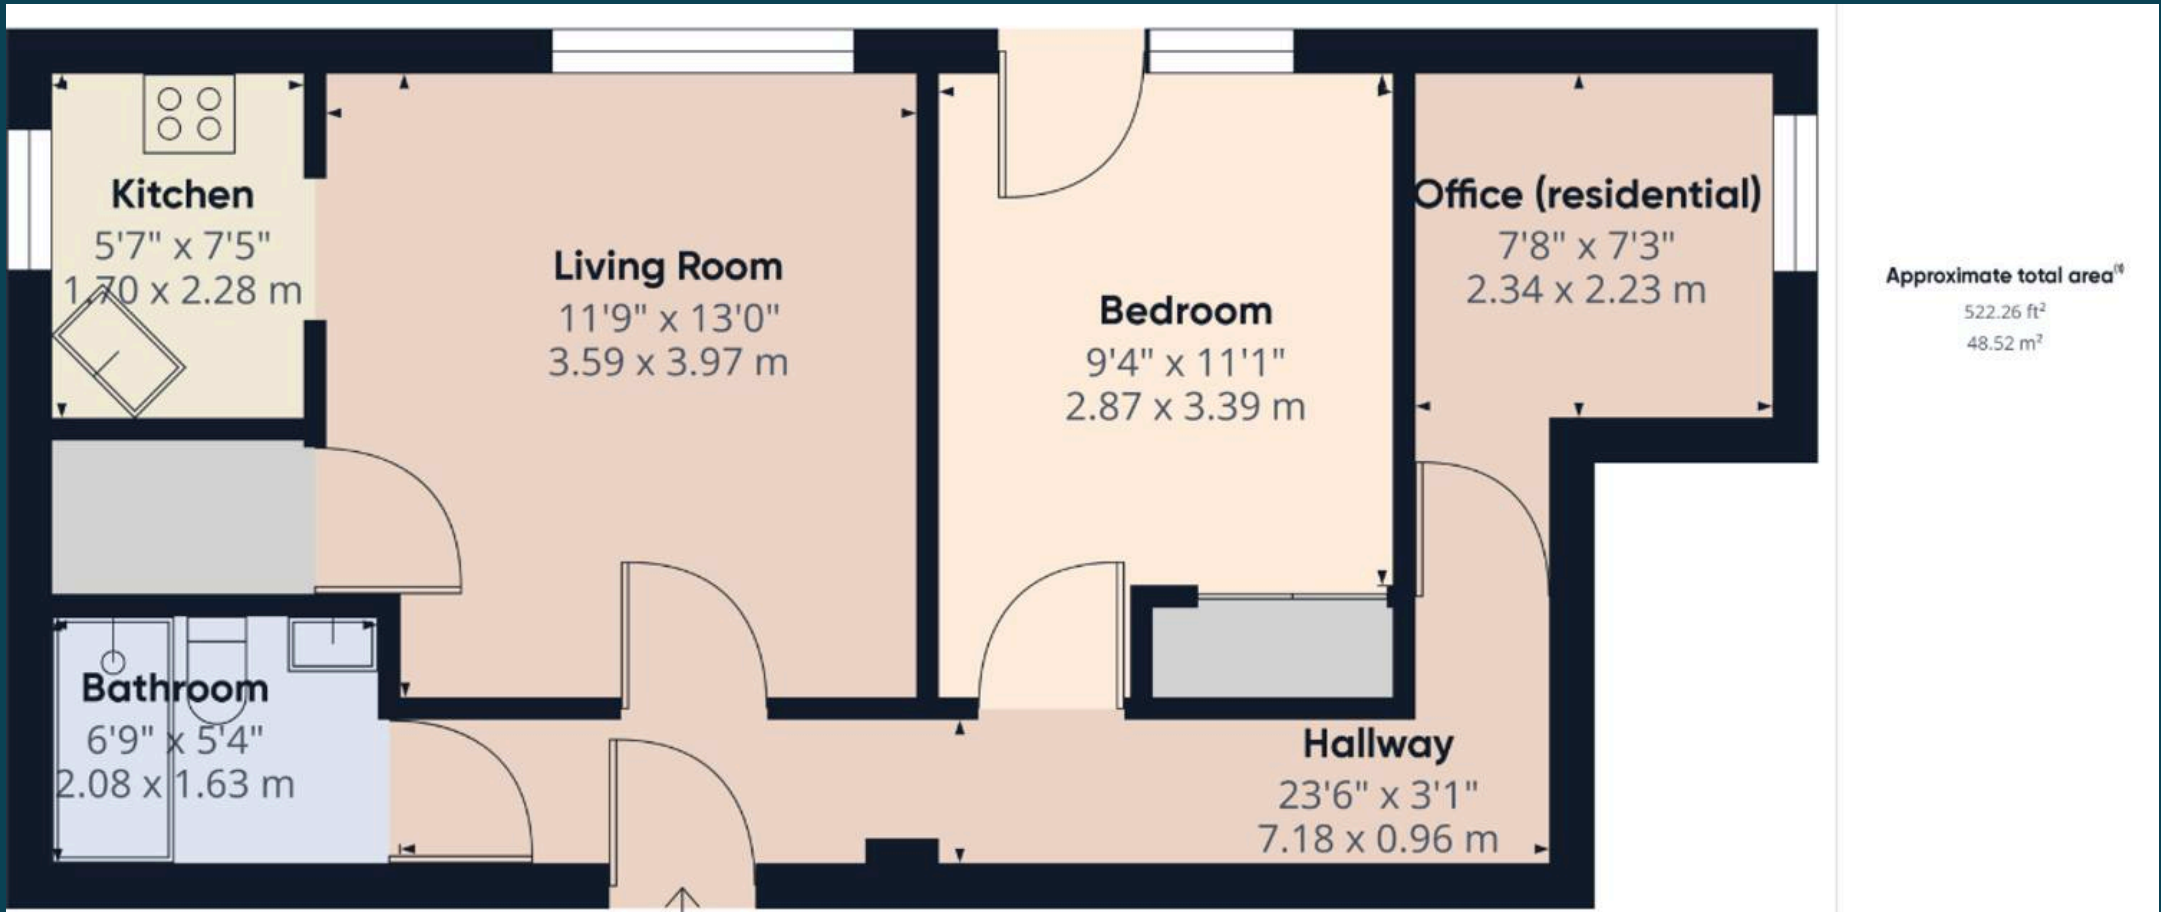 Kitchen
5'7" x 7'5"
1.70 x 2.28 m
Living Room
11'9" x 13'0"
3.59 x 3.97 m
Bedroom
9'4" x 11'1"
2.87 x 3.39 m
Office (residential)
7'8" x 7'3"
2.34 x 2.23 m
Approximate total area⁽¹⁾
522.26 ft²
48.52 m²
Bathroom
6'9" x 5'4"
2.08 x 1.63 m
Hallway
23'6" x 3'1"
7.18 x 0.96 m